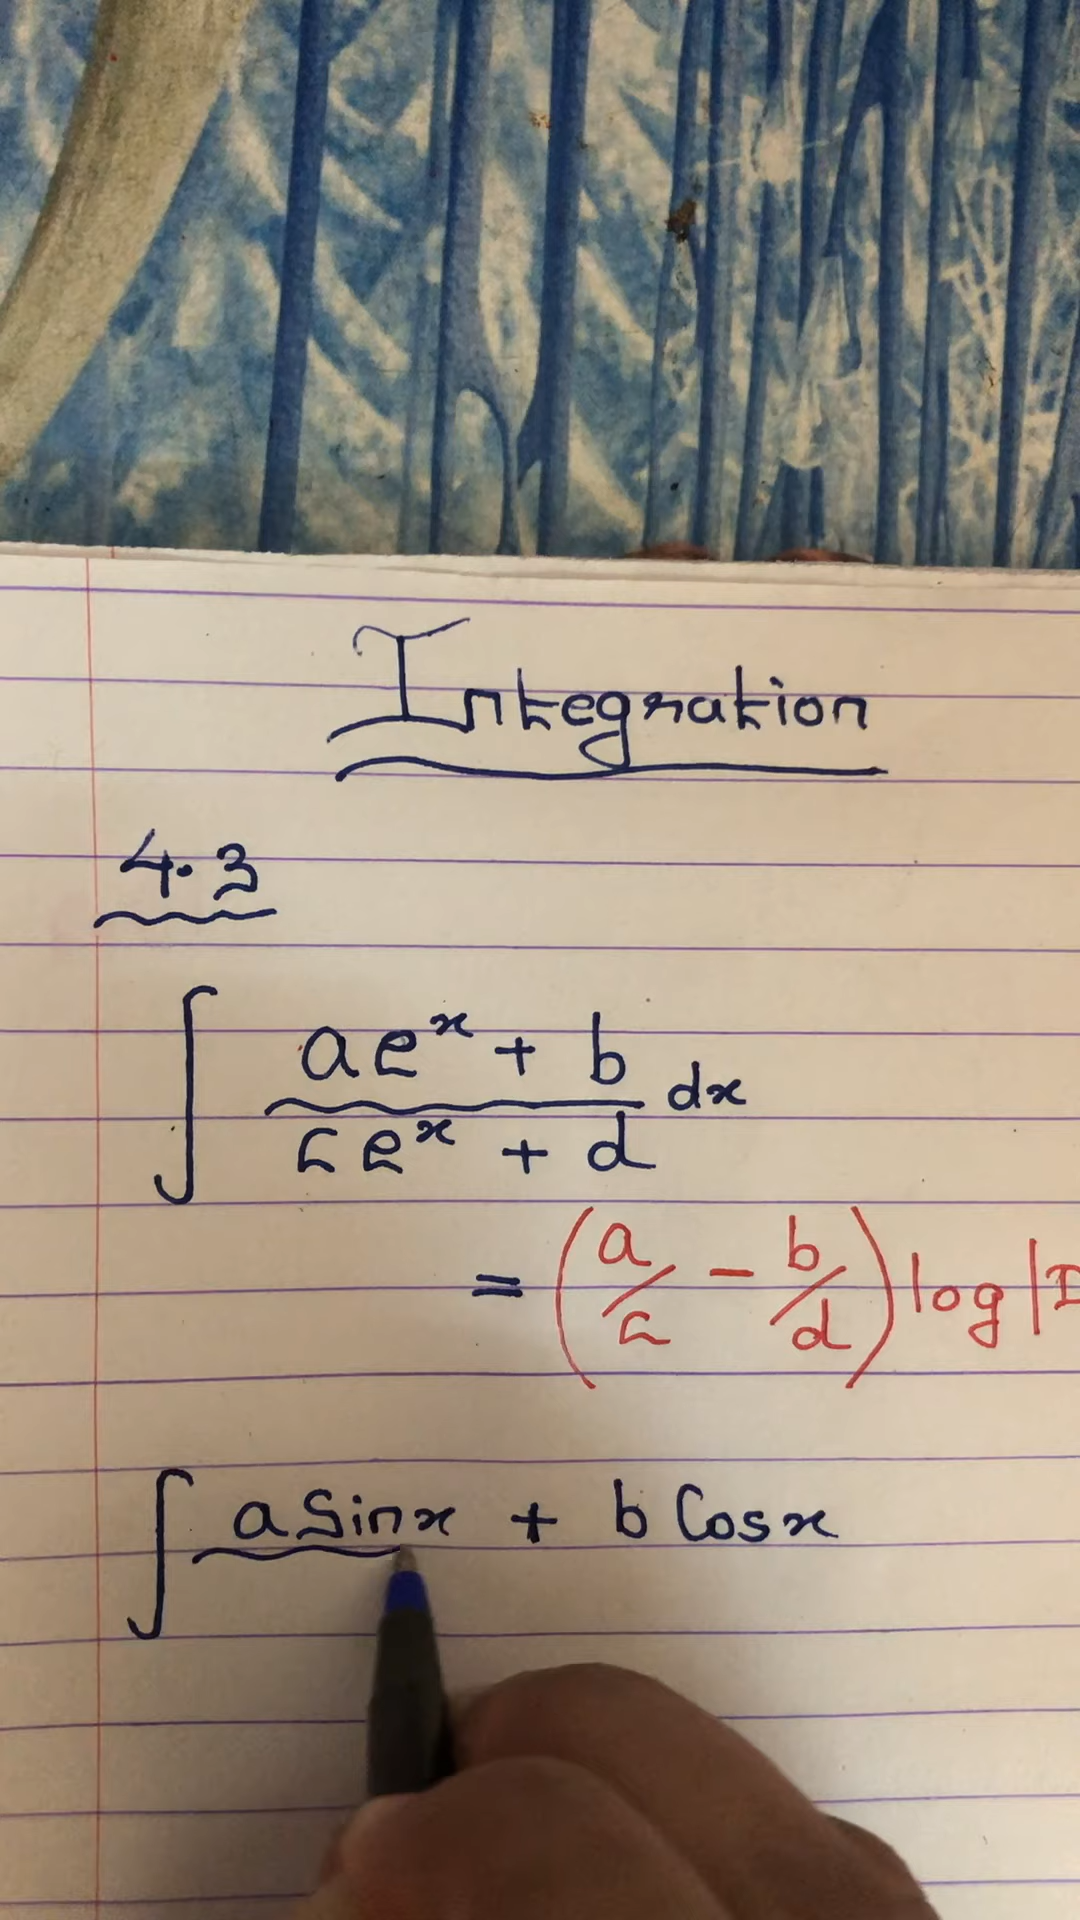 Integration
4.3
∫ ae^x + b / ce^x + d dx
= (a/c - b/d) log |
∫ a Sinx + b Cosx